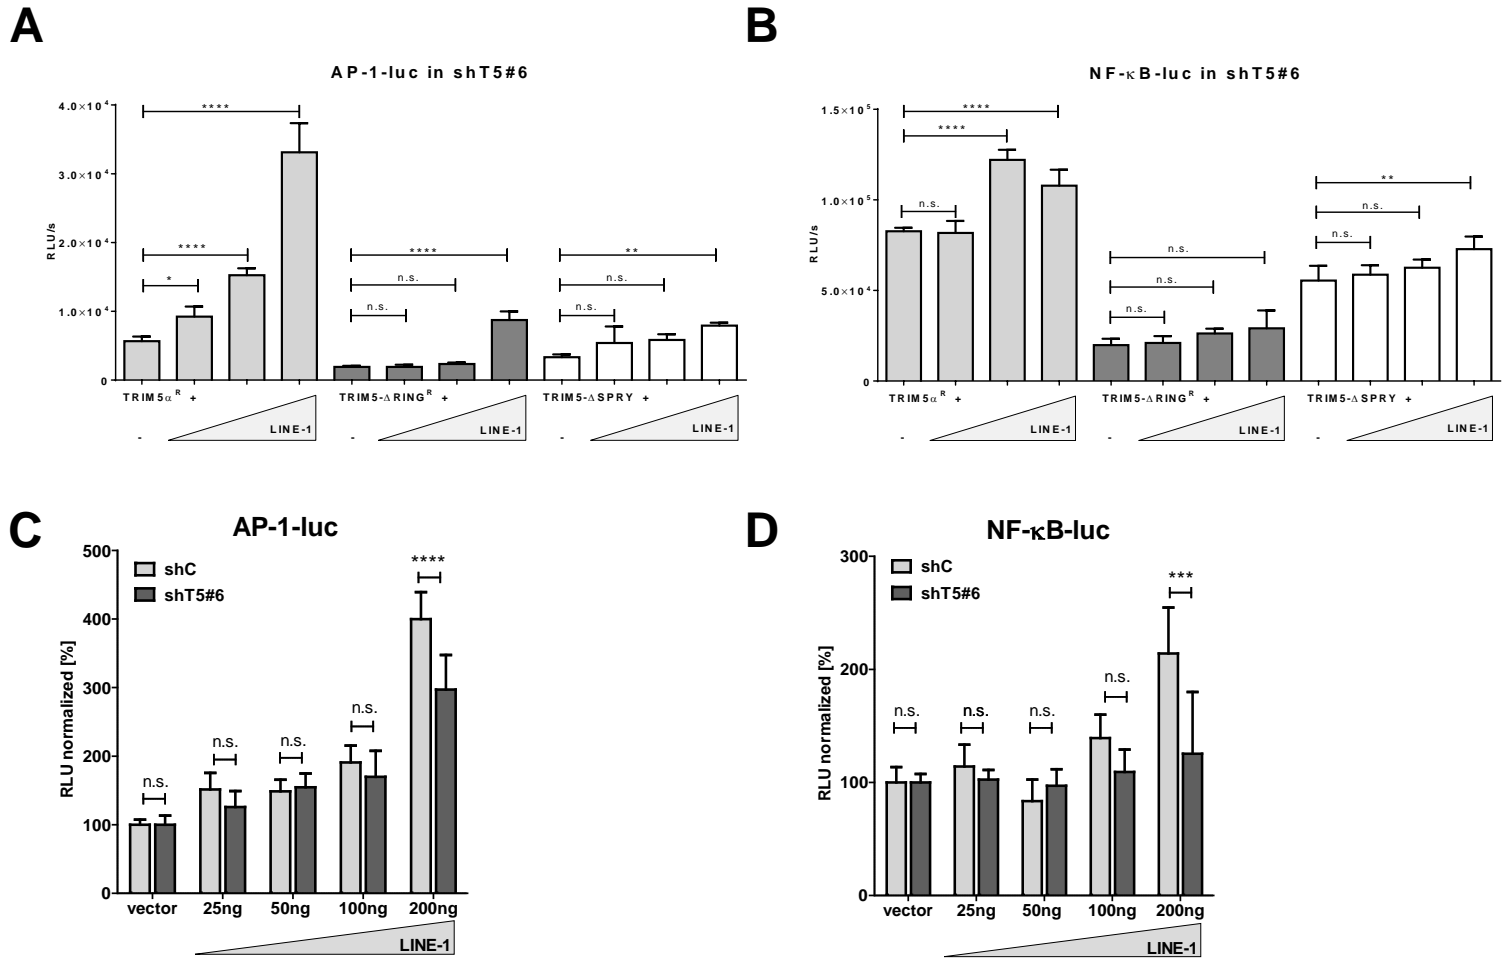 A
AP-1-luc in shT5#6
RLU/s
4.0×10⁴
3.0×10⁴
2.0×10⁴
1.0×10⁴
0
****
****
*
****
n.s.
n.s.
**
n.s.
n.s.
TRIM5αᴿ +
TRIM5-ΔRINGᴿ +
TRIM5-ΔSPRY +
- LINE-1
- LINE-1
- LINE-1
B
NF-κB-luc in shT5#6
RLU/s
1.5×10⁵
1.0×10⁵
5.0×10⁴
0
****
****
n.s.
n.s.
n.s.
n.s.
**
n.s.
n.s.
TRIM5αᴿ +
TRIM5-ΔRINGᴿ +
TRIM5-ΔSPRY +
- LINE-1
- LINE-1
- LINE-1
C
AP-1-luc
RLU normalized [%]
500
400
300
200
100
0
shC
shT5#6
n.s.
n.s.
n.s.
n.s.
****
vector 25ng 50ng 100ng 200ng
LINE-1
D
NF-κB-luc
RLU normalized [%]
300
200
100
0
shC
shT5#6
n.s.
n.s.
n.s.
n.s.
***
vector 25ng 50ng 100ng 200ng
LINE-1